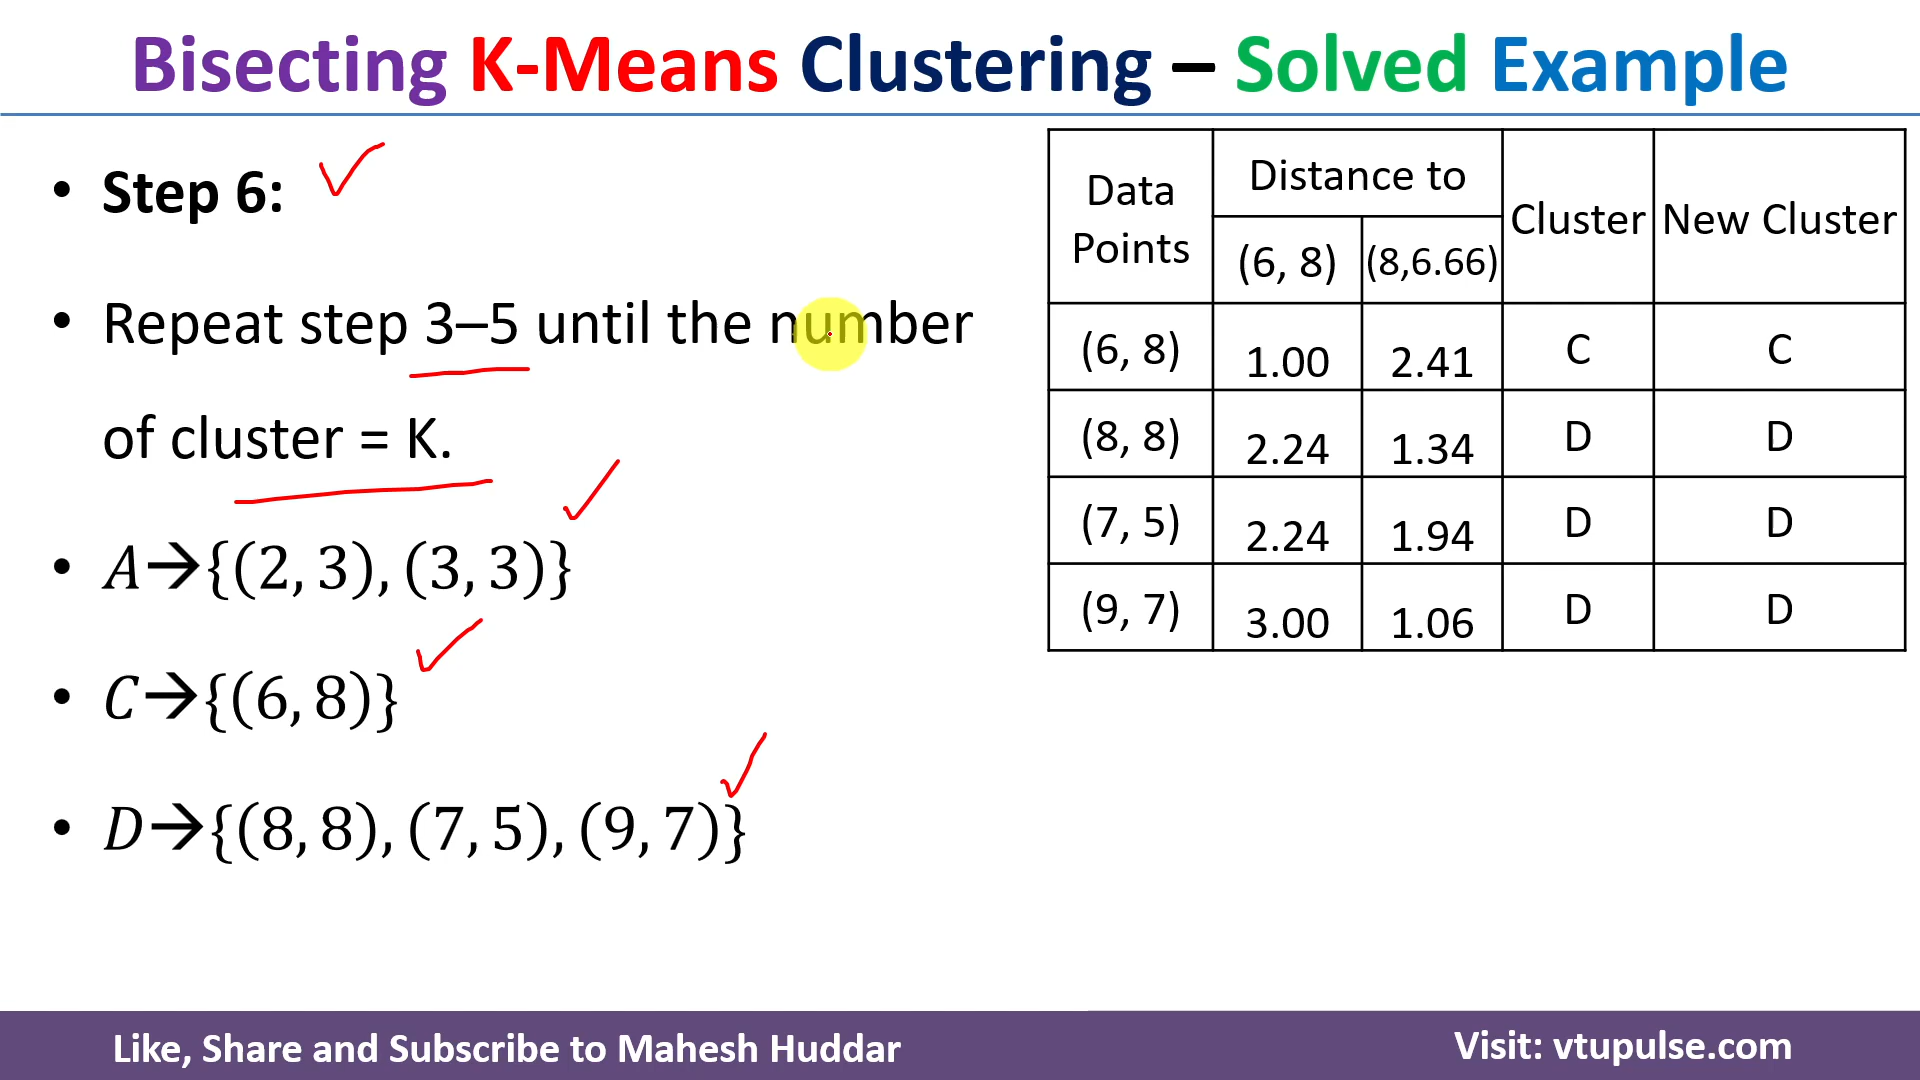 Bisecting K-Means Clustering – Solved Example
• Step 6:
• Repeat step 3–5 until the number
of cluster = K.
• A→{(2, 3), (3, 3)}
• C→{(6, 8)}
• D→{(8, 8), (7, 5), (9, 7)}
Data Points Distance to Cluster New Cluster
(6, 8) (8,6.66)
(6, 8) 1.00 2.41 C C
(8, 8) 2.24 1.34 D D
(7, 5) 2.24 1.94 D D
(9, 7) 3.00 1.06 D D
Like, Share and Subscribe to Mahesh Huddar
Visit: vtupulse.com